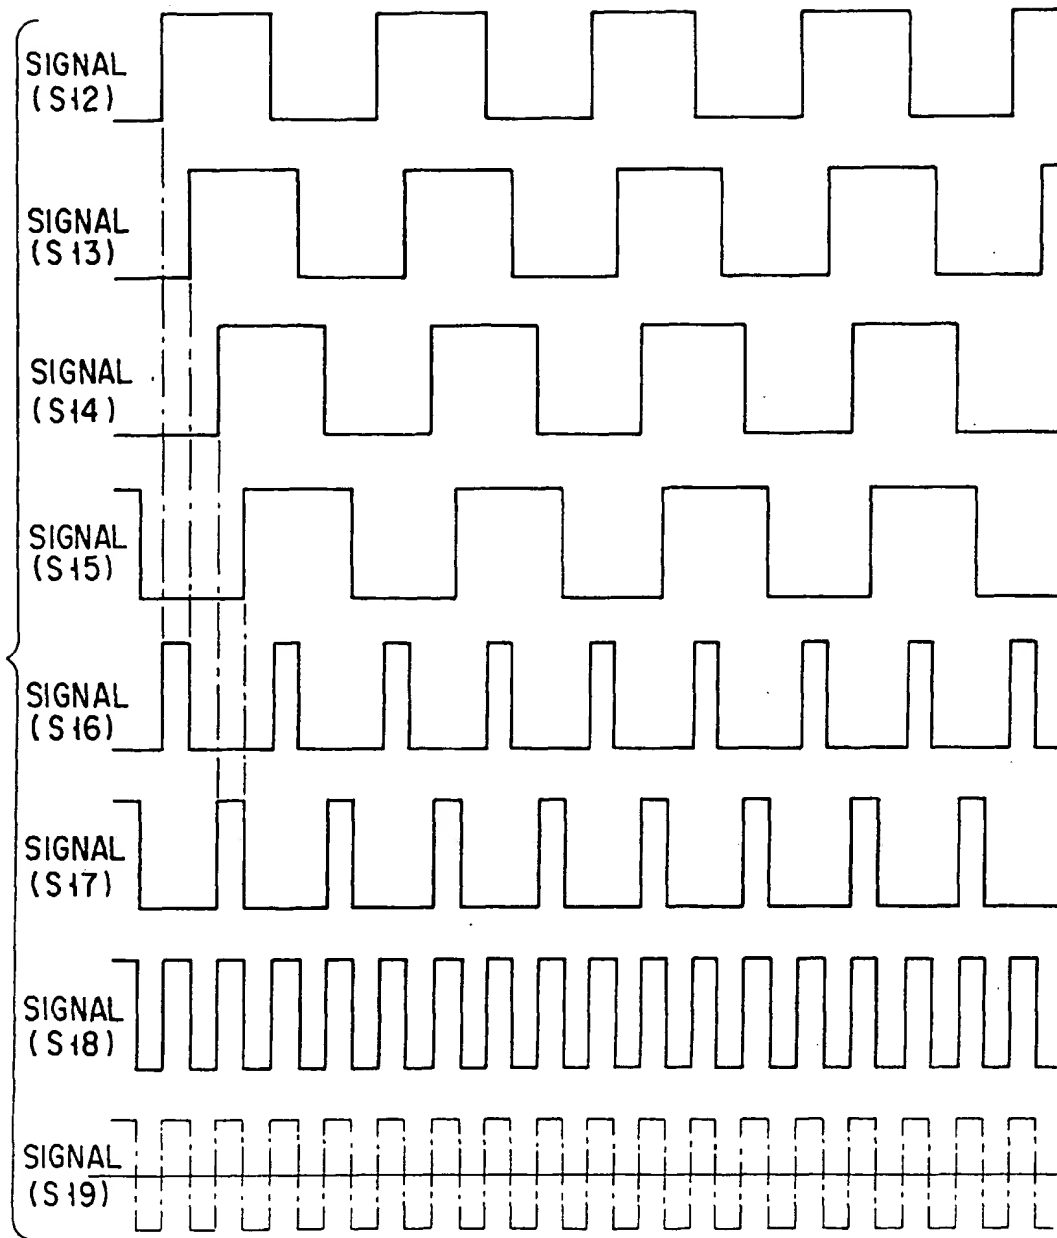 SIGNAL
(S12)
SIGNAL
(S13)
SIGNAL
(S14)
SIGNAL
(S15)
SIGNAL
(S16)
SIGNAL
(S17)
SIGNAL
(S18)
SIGNAL
(S19)